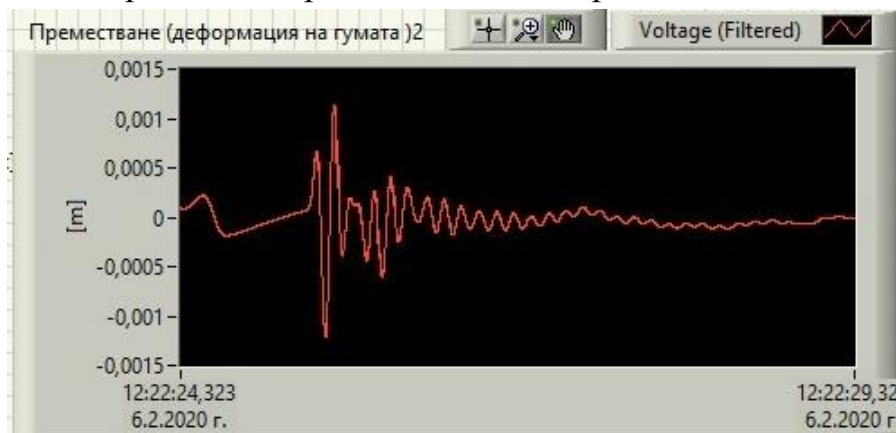 Преместване (деформация на гумата )2
Voltage (Filtered)
0,0015
0,001
0,0005
0
-0,0005
-0,001
-0,0015
[m]
12:22:24,323
6.2.2020 г.
12:22:29,32
6.2.2020 г